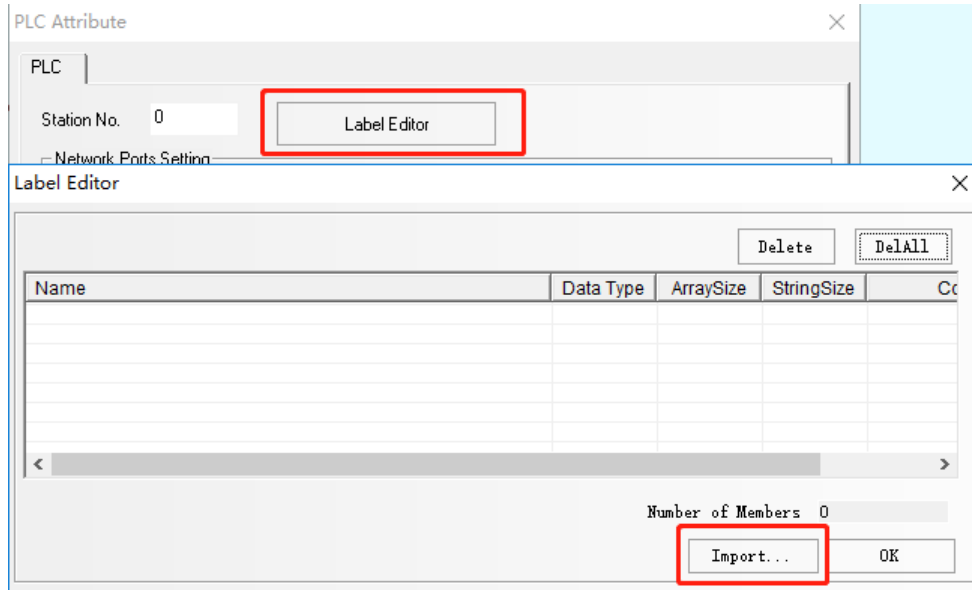 PLC Attribute
PLC
Station No. 0 Label Editor
Network Ports Setting
Label Editor
Delete DelAll
Name Data Type ArraySize StringSize
Number of Members 0
Import... OK